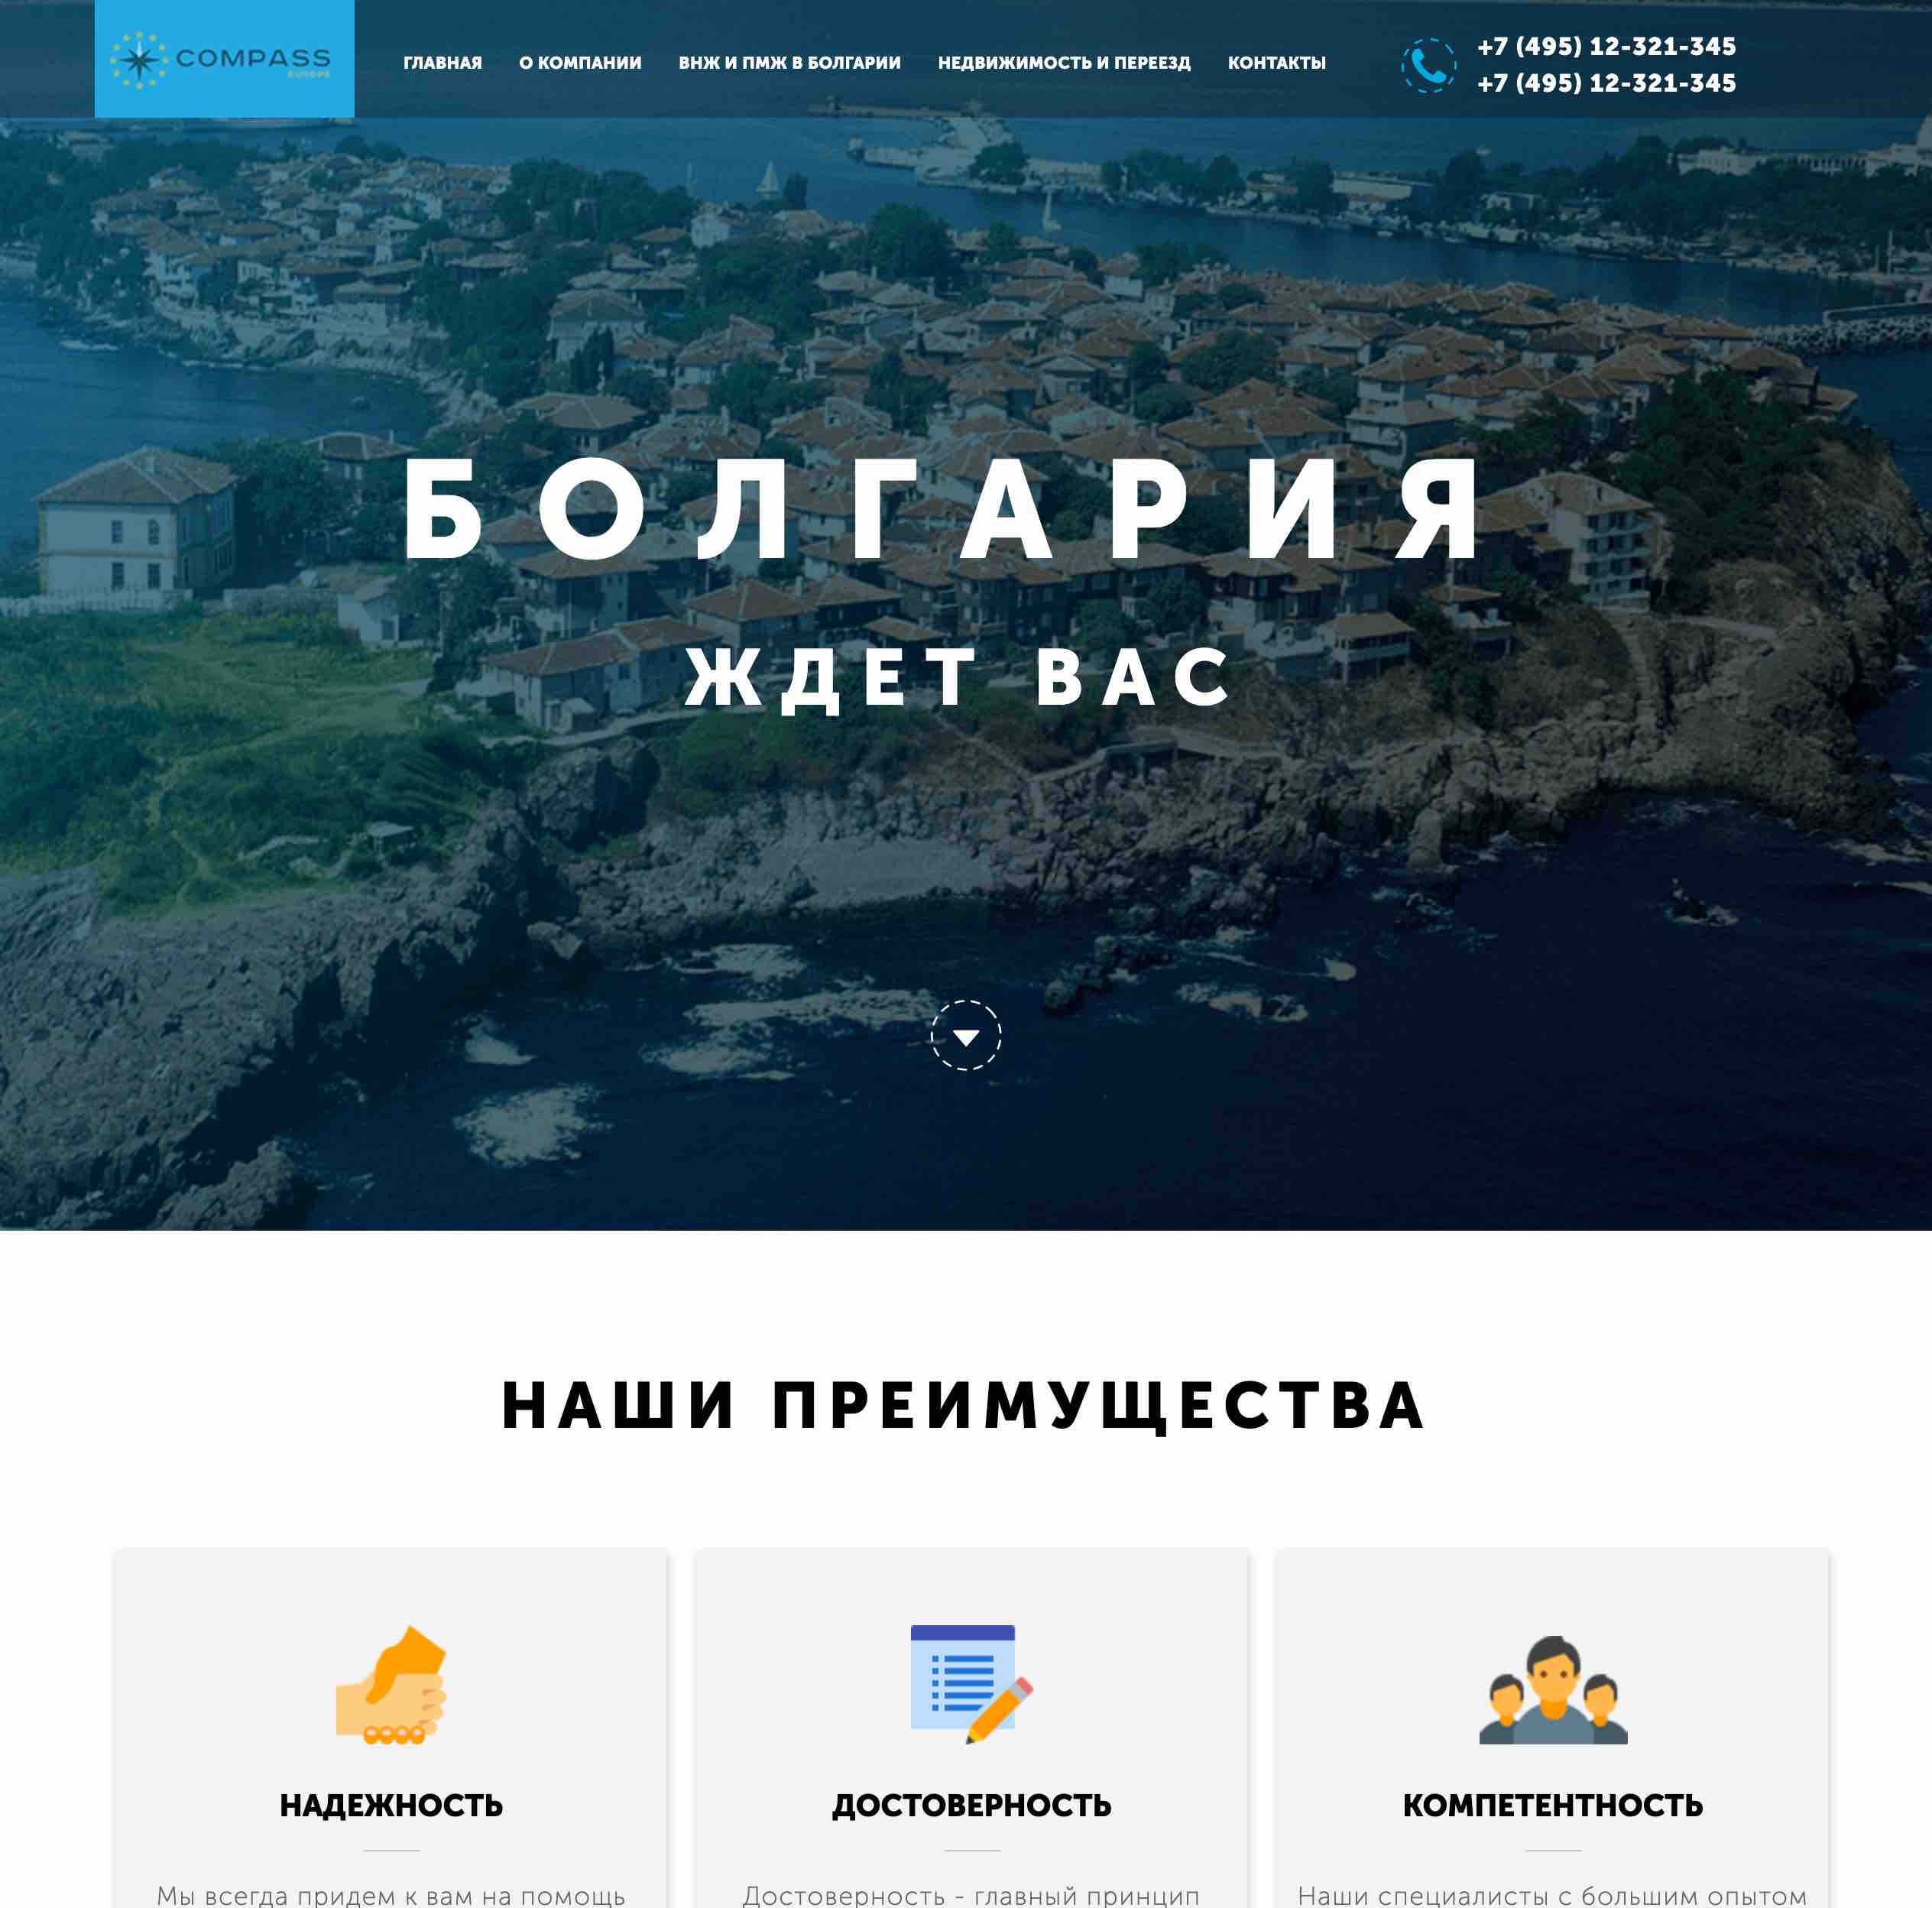 COMPASS
EUROPE
ГЛАВНАЯ
О КОМПАНИИ
ВНЖ И ПМЖ В БОЛГАРИИ
НЕДВИЖИМОСТЬ И ПЕРЕЕЗД
КОНТАКТЫ
+7 (495) 12-321-345
+7 (495) 12-321-345
БОЛГАРИЯ
ЖДЕТ ВАС
НАШИ ПРЕИМУЩЕСТВА
НАДЕЖНОСТЬ
Мы всегда придем к вам на помощь
ДОСТОВЕРНОСТЬ
Достоверность - главный принцип
КОМПЕТЕНТНОСТЬ
Наши специалисты с большим опытом